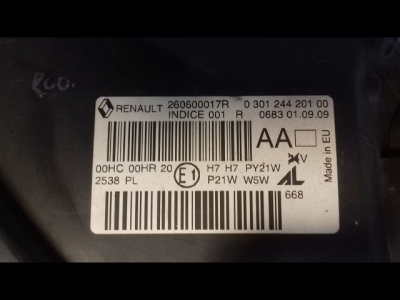 RENAULT 260600017R 0 301 244 201 00
INDICE 001 R 0683 01.09.09
AA
Made in EU
00HC 00HR 20 E1 H7 H7 PY21W
2538 PL P21W W5W AL
668